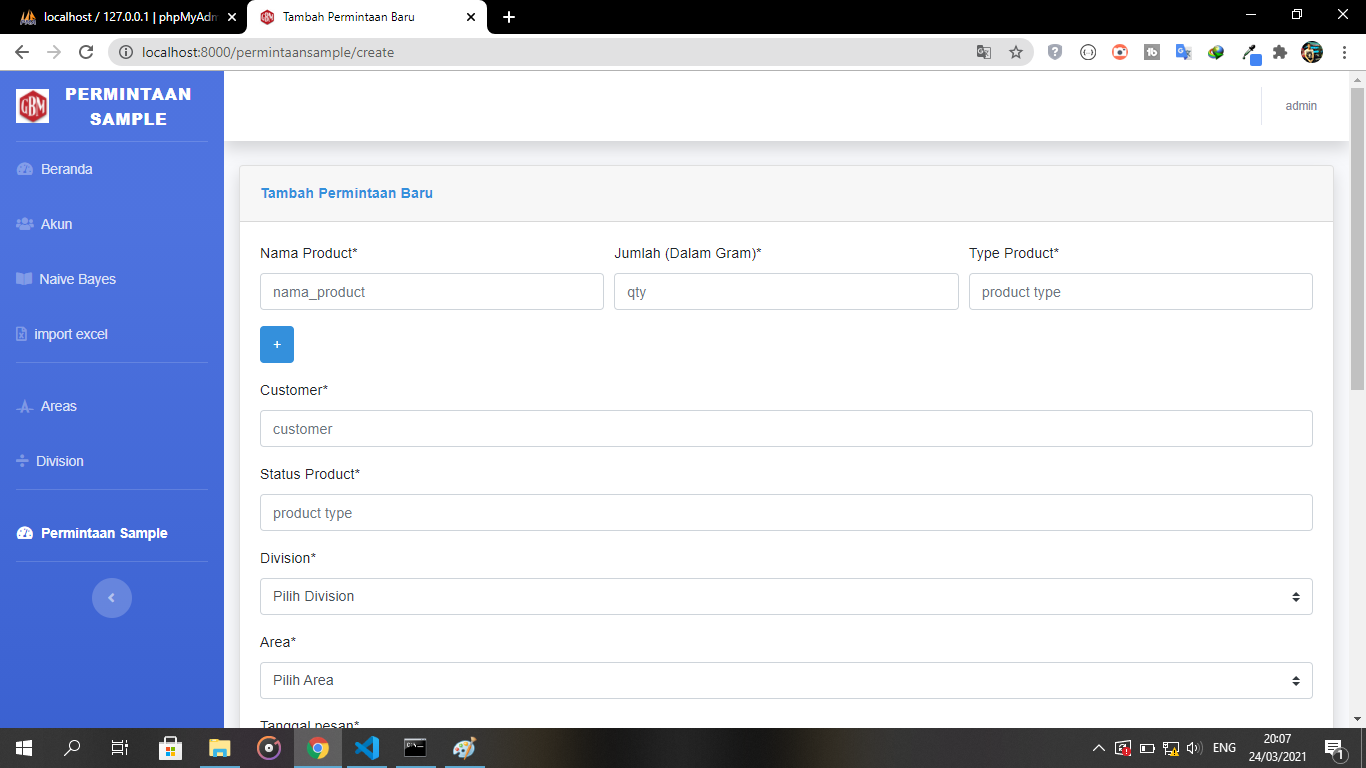 localhost / 127.0.0.1 | phpMyAdm
Tambah Permintaan Baru
localhost:8000/permintaansample/create
GBM
PERMINTAAN
SAMPLE
admin
Beranda
Akun
Naive Bayes
import excel
Areas
Division
Permintaan Sample
Tambah Permintaan Baru
Nama Product*
Jumlah (Dalam Gram)*
Type Product*
nama_product
qty
product type
+
Customer*
customer
Status Product*
product type
Division*
Pilih Division
Area*
Pilih Area
Tanggal pesan*
ENG
20:07
24/03/2021
1